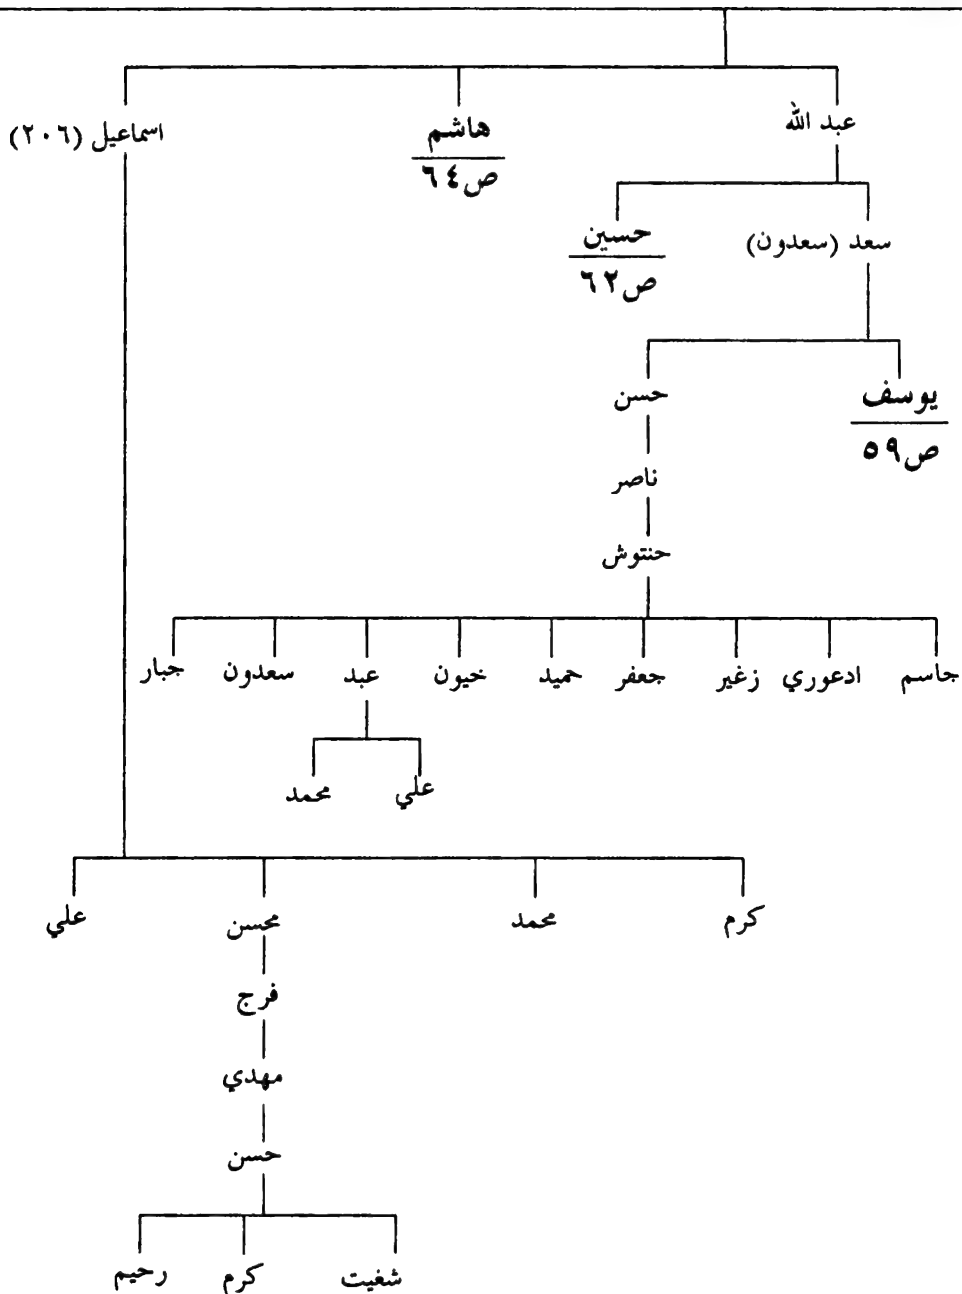 عبد الله
هاشم
ص٦٤
اسماعيل (٢٠٦)
سعد (سعدون)
حسين
ص٦٢
يوسف
ص٥٩
حسن
ناصر
حنتوش
جاسم ادعوري زغير جعفر حميد خيون عبد سعدون جبار
علي محمد
كرم محمد محسن علي
فرج
مهدي
حسن
شغيت كرم رحيم